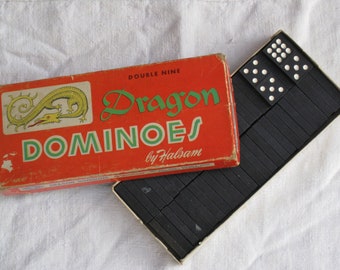 DOUBLE NINE
Dragon
DOMINOES
by Halsam